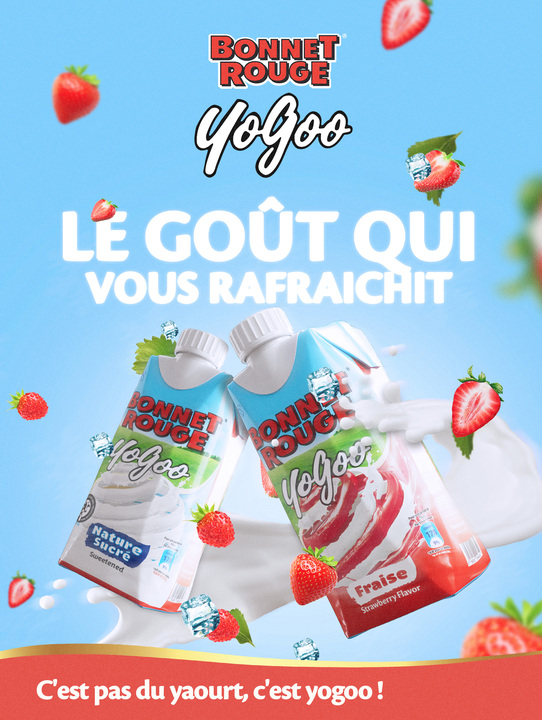 BONNET
ROUGE
YoGoo
LE GOÛT QUI
VOUS RAFRAICHIT
BONNET
ROUGE
YoGoo
Nature
Sucré
Sweetened
BONNET
ROUGE
YoGoo
Fraise
Strawberry Flavor
C'est pas du yaourt, c'est yogoo !